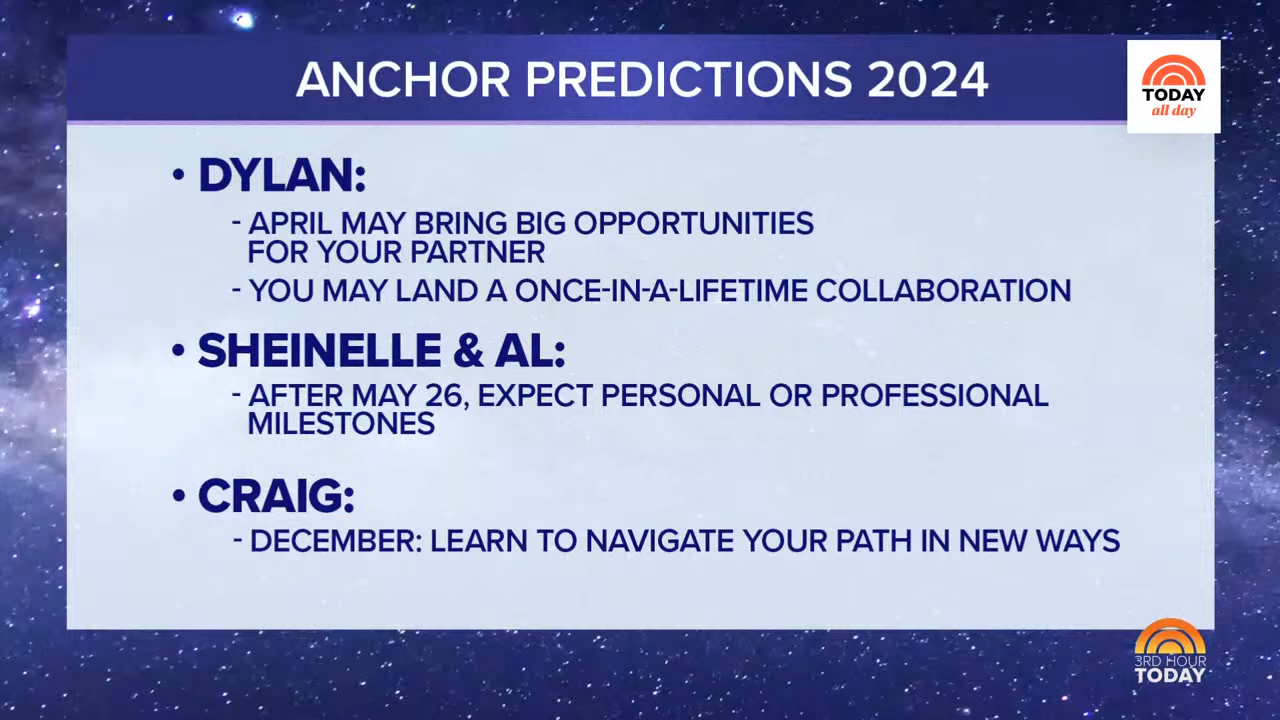 ANCHOR PREDICTIONS 2024
TODAY
all day
• DYLAN:
- APRIL MAY BRING BIG OPPORTUNITIES
FOR YOUR PARTNER
- YOU MAY LAND A ONCE-IN-A-LIFETIME COLLABORATION
• SHEINELLE & AL:
- AFTER MAY 26, EXPECT PERSONAL OR PROFESSIONAL
MILESTONES
• CRAIG:
- DECEMBER: LEARN TO NAVIGATE YOUR PATH IN NEW WAYS
3RD HOUR
TODAY